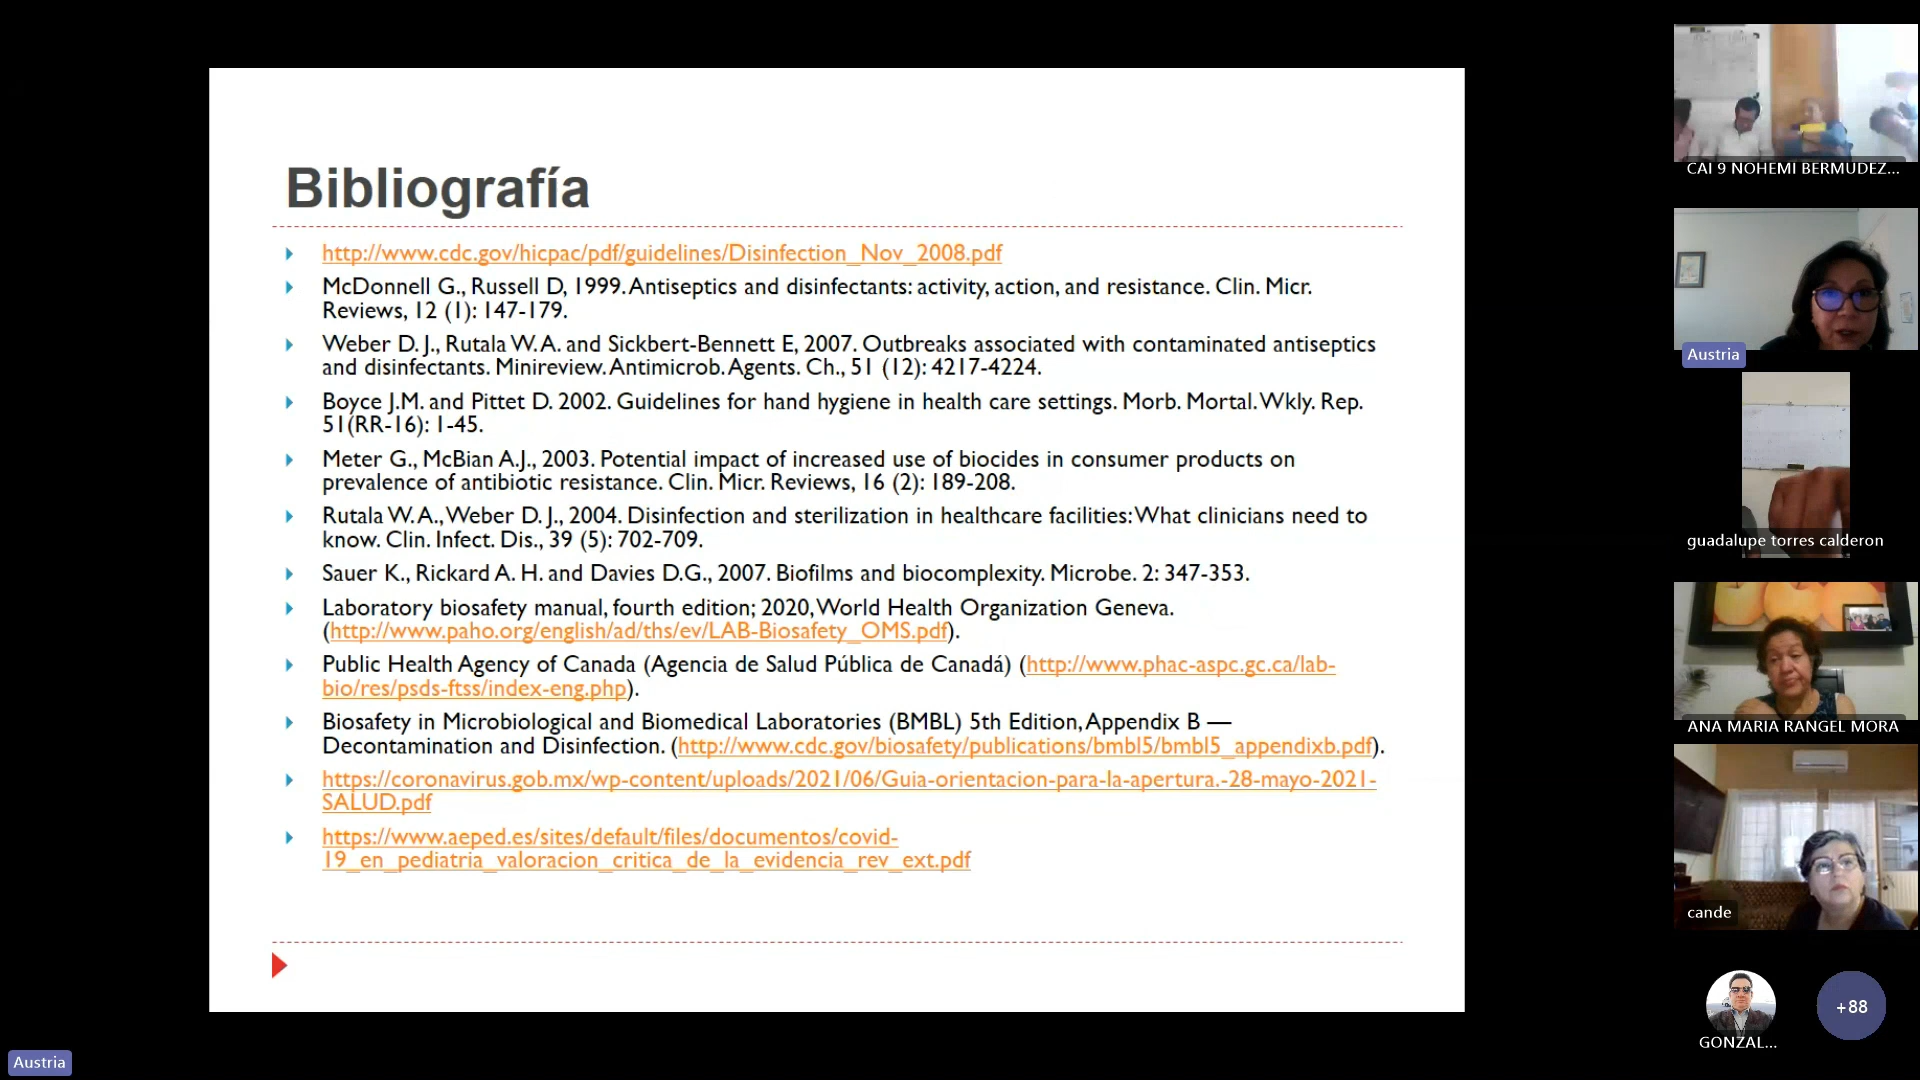 Bibliografía
http://www.cdc.gov/hicpac/pdf/guidelines/Disinfection_Nov_2008.pdf
McDonnell G., Russell D, 1999. Antiseptics and disinfectants: activity, action, and resistance. Clin. Micr.
Reviews, 12 (1): 147-179.
Weber D. J., Rutala W. A. and Sickbert-Bennett E, 2007. Outbreaks associated with contaminated antiseptics
and disinfectants. Minireview. Antimicrob. Agents. Ch., 51 (12): 4217-4224.
Boyce J.M. and Pittet D. 2002. Guidelines for hand hygiene in health care settings. Morb. Mortal. Wkly. Rep.
51(RR-16): 1-45.
Meter G., McBian A.J., 2003. Potential impact of increased use of biocides in consumer products on
prevalence of antibiotic resistance. Clin. Micr. Reviews, 16 (2): 189-208.
Rutala W. A., Weber D. J., 2004. Disinfection and sterilization in healthcare facilities: What clinicians need to
know. Clin. Infect. Dis., 39 (5): 702-709.
Sauer K., Rickard A. H. and Davies D.G., 2007. Biofilms and biocomplexity. Microbe. 2: 347-353.
Laboratory biosafety manual, fourth edition; 2020, World Health Organization Geneva.
(http://www.paho.org/english/ad/ths/ev/LAB-Biosafety_OMS.pdf).
Public Health Agency of Canada (Agencia de Salud Pública de Canadá) (http://www.phac-aspc.gc.ca/lab-
bio/res/psds-ftss/index-eng.php).
Biosafety in Microbiological and Biomedical Laboratories (BMBL) 5th Edition, Appendix B —
Decontamination and Disinfection. (http://www.cdc.gov/biosafety/publications/bmbl5/bmbl5_appendixb.pdf).
https://coronavirus.gob.mx/wp-content/uploads/2021/06/Guia-orientacion-para-la-apertura.-28-mayo-2021-
SALUD.pdf
https://www.aeped.es/sites/default/files/documentos/covid-
19_en_pediatria_valoracion_critica_de_la_evidencia_rev_ext.pdf
Austria
CAI 9 NOHEMI BERMUDEZ...
Austria
guadalupe torres calderon
ANA MARIA RANGEL MORA
cande
GONZAL...
+88